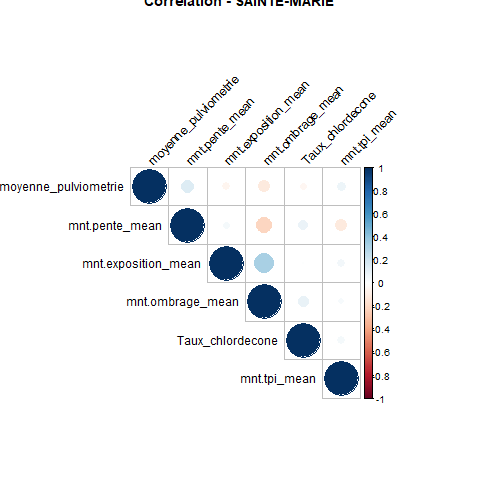 Correlation - SAINTE-MARIE
moyenne_pulviometrie
mnt.pente_mean
mnt.exposition_mean
mnt.ombrage_mean
Taux_chlordecone
mnt.tpi_mean
moyenne_pulviometrie
mnt.pente_mean
mnt.exposition_mean
mnt.ombrage_mean
Taux_chlordecone
mnt.tpi_mean
1
0.8
0.6
0.4
0.2
0
-0.2
-0.4
-0.6
-0.8
-1